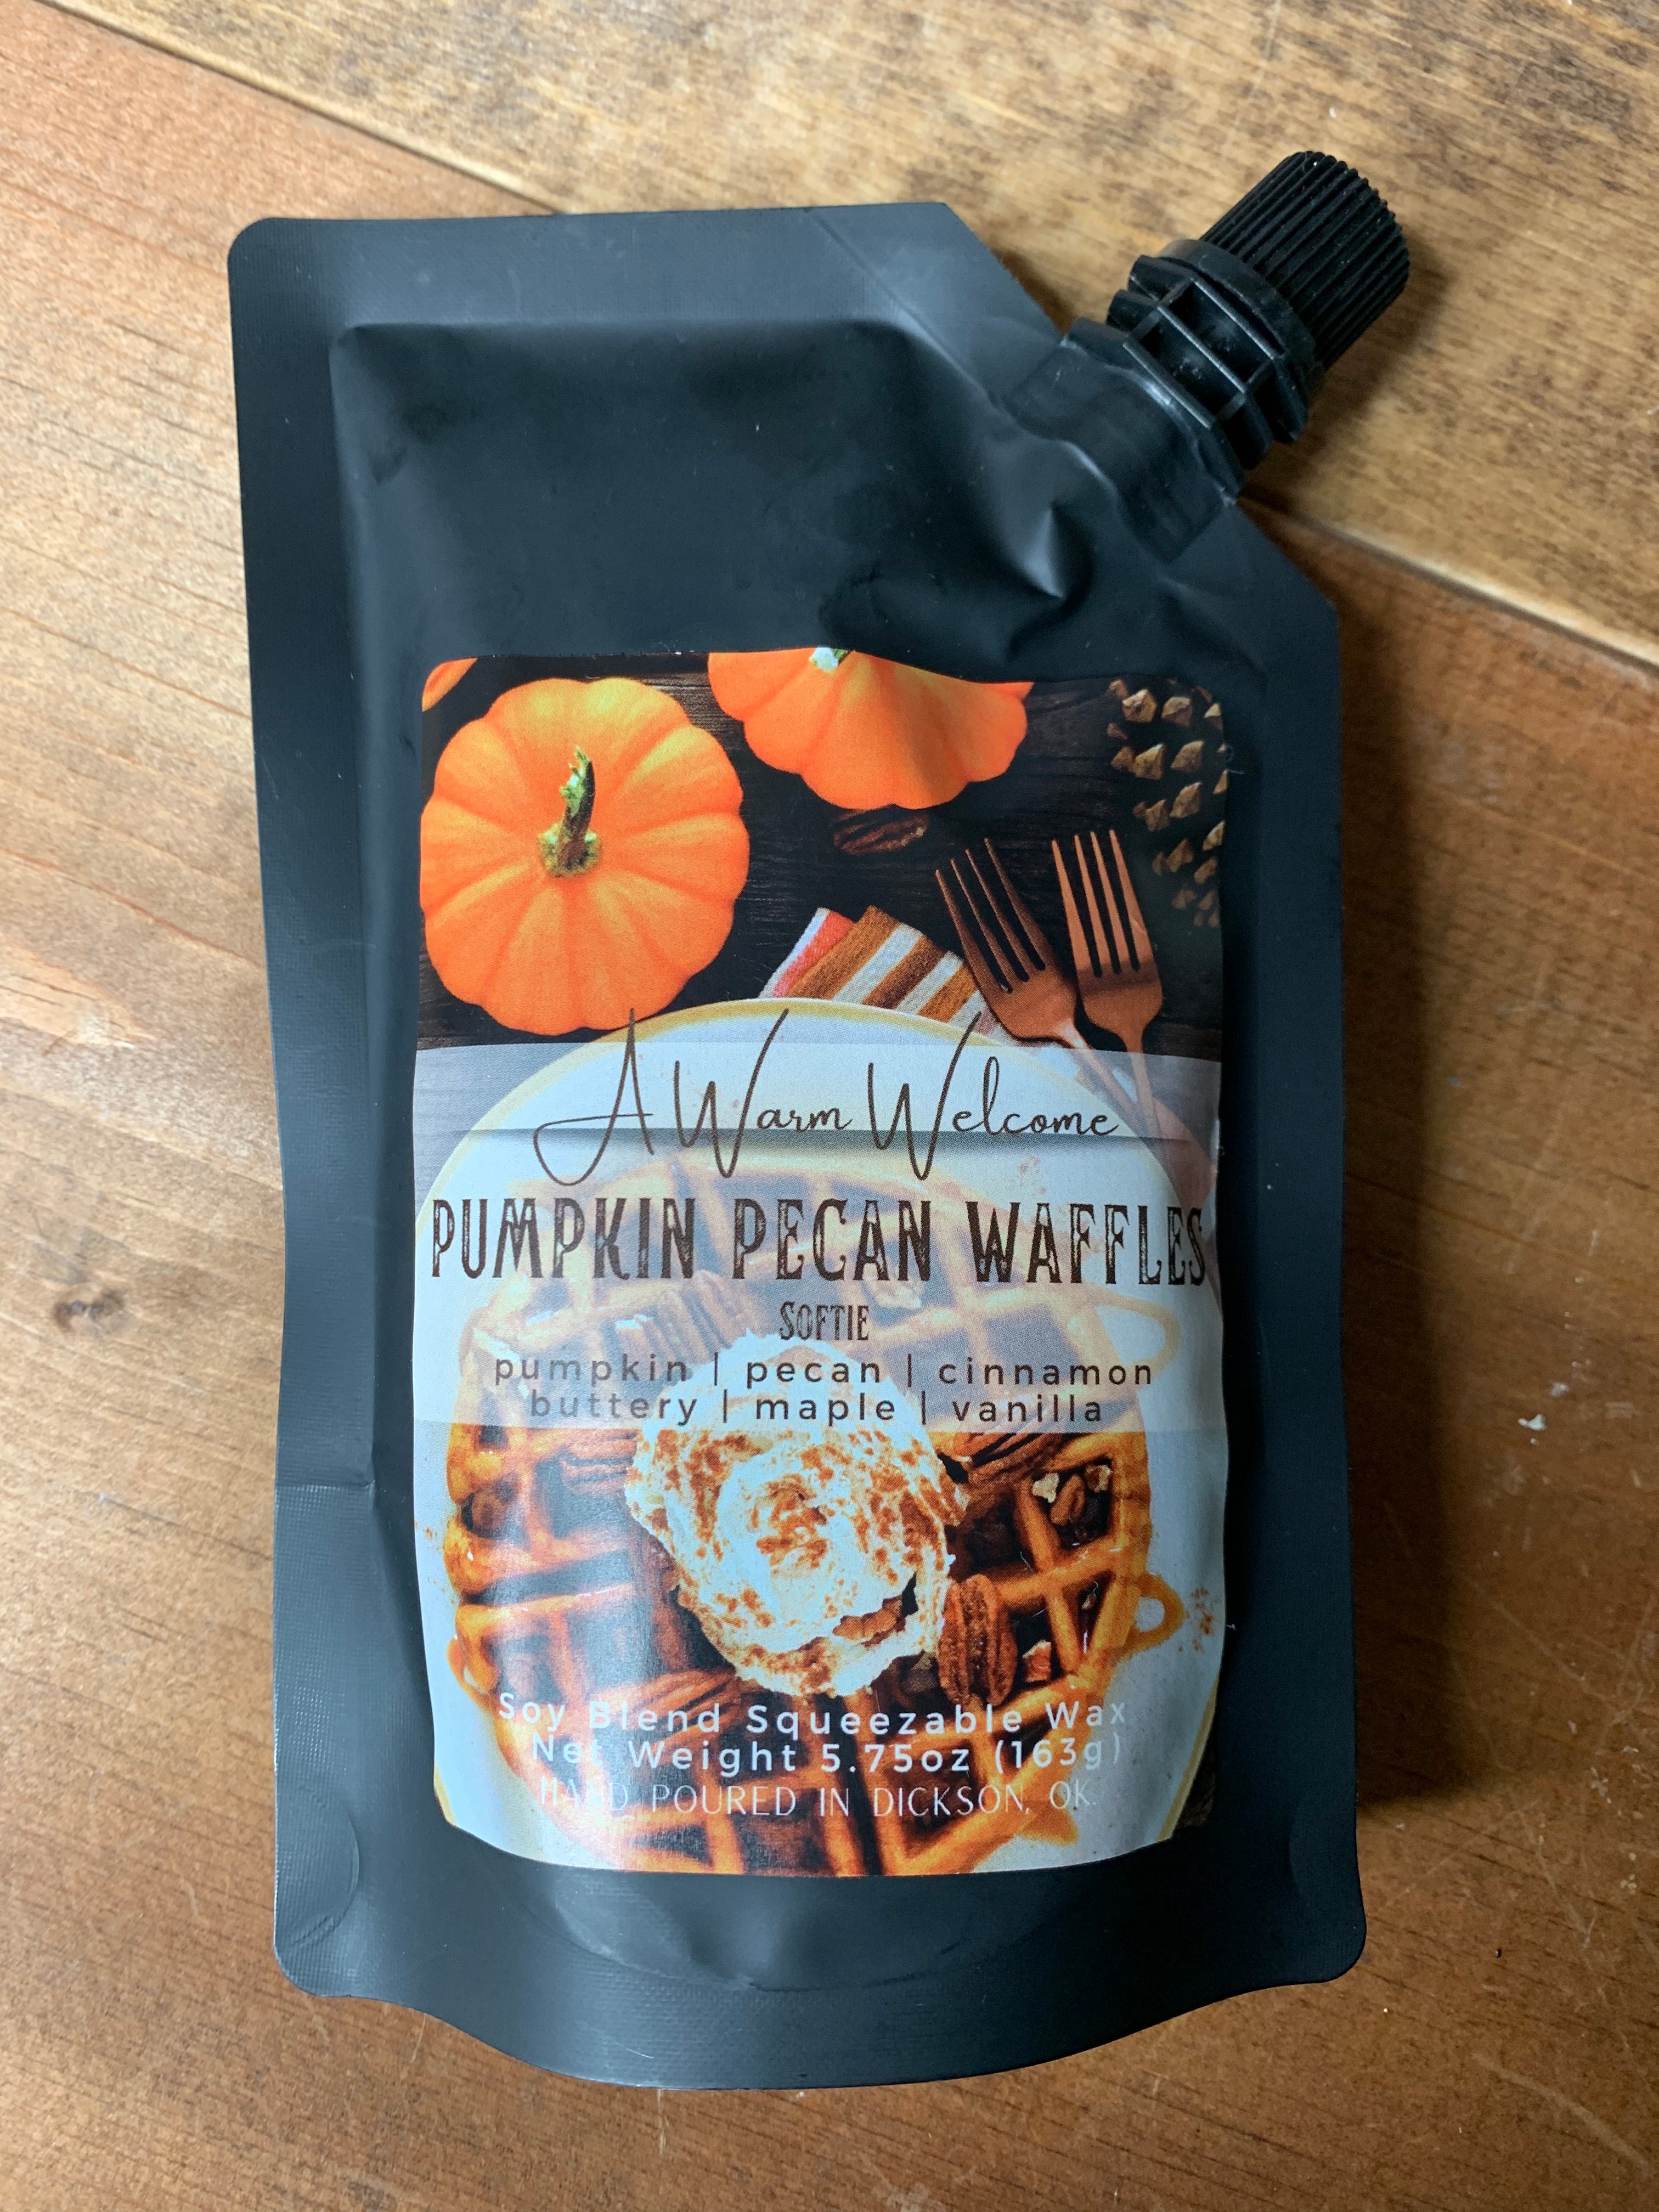 A Warm Welcome
PUMPKIN PECAN WAFFLES
SOFTIE
pumpkin | pecan | cinnamon
buttery | maple | vanilla
Soy Blend Squeezable Wax
Net Weight 5.75oz (163g)
HAND POURED IN DICKSON, OK.